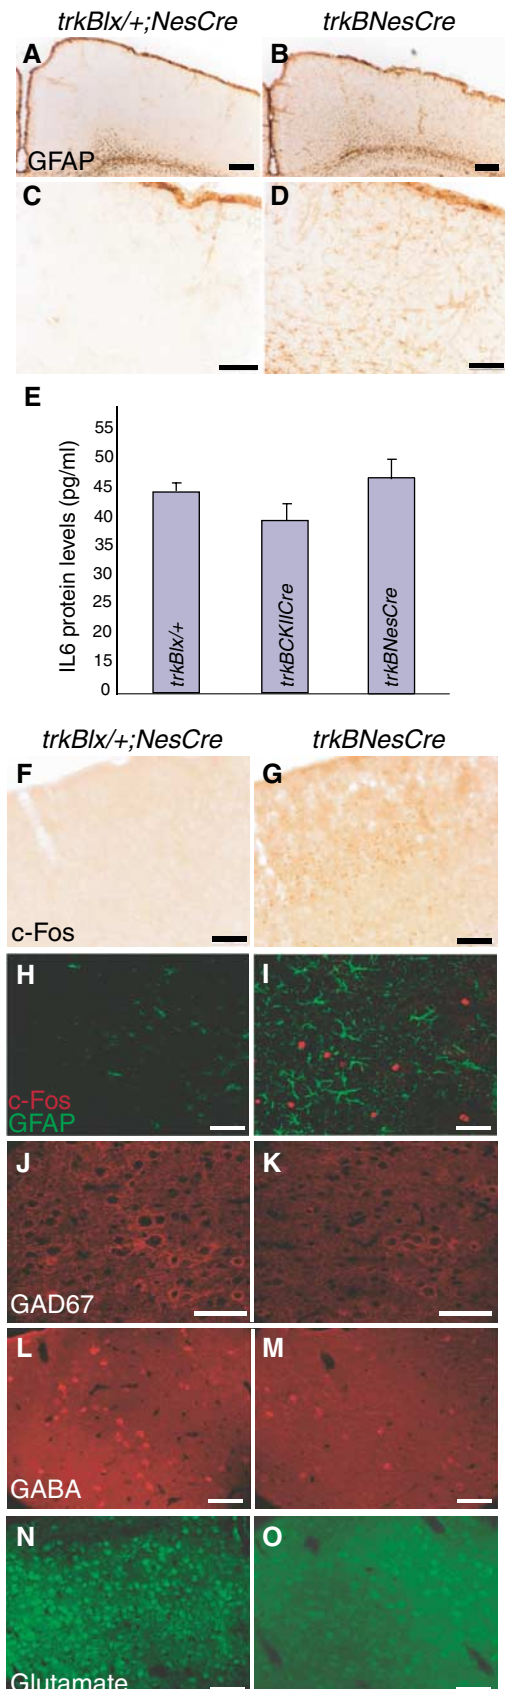 trkBlx/+;NesCre trkBNesCre
A B
GFAP
C D
E
IL6 protein levels (pg/ml)
55
50
45
40
35
30
25
20
15
0
trkBlx/+
trkBCKIICre
trkBNesCre
trkBlx/+;NesCre trkBNesCre
F G
c-Fos
H I
c-Fos
GFAP
J K
GAD67
L M
GABA
N O
Glutamate